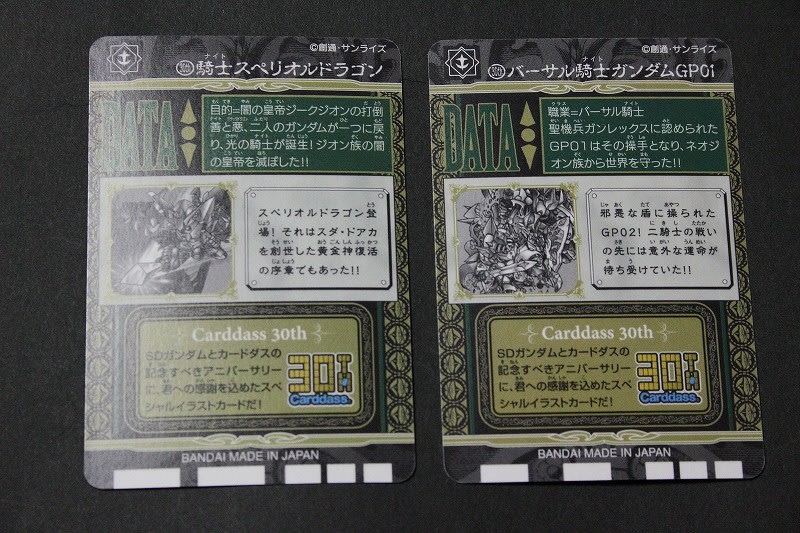 ©創通・サンライズ
騎士スペリオルドラゴン
ナイト
DATA
目的=闇の皇帝ジークジオンの打倒
善と悪、二人のガンダムが一つに戻
り、光の騎士が誕生!ジオン族の闇
の皇帝を滅ぼした!!
スペリオルドラゴン登
場!それはスダ・ドアカ
を創世した黄金神復活
の序章でもあった!!
Carddass 30th
SDガンダムとカードダスの
記念すべきアニバーサリー
に、君への感謝を込めたスペ
シャルイラストカードだ!
30TH
Carddass
BANDAI MADE IN JAPAN
©創通・サンライズ
バーサル騎士ガンダムGP01
ナイト
DATA
職業=バーサル騎士
聖機兵ガンレックスに認められた
GP01はその操手となり、ネオジ
オン族から世界を守った!!
邪悪な盾に操られた
GP02!二騎士の戦い
の先には意外な運命が
待ち受けていた!!
Carddass 30th
SDガンダムとカードダスの
記念すべきアニバーサリー
に、君への感謝を込めたスペ
シャルイラストカードだ!
30TH
Carddass
BANDAI MADE IN JAPAN